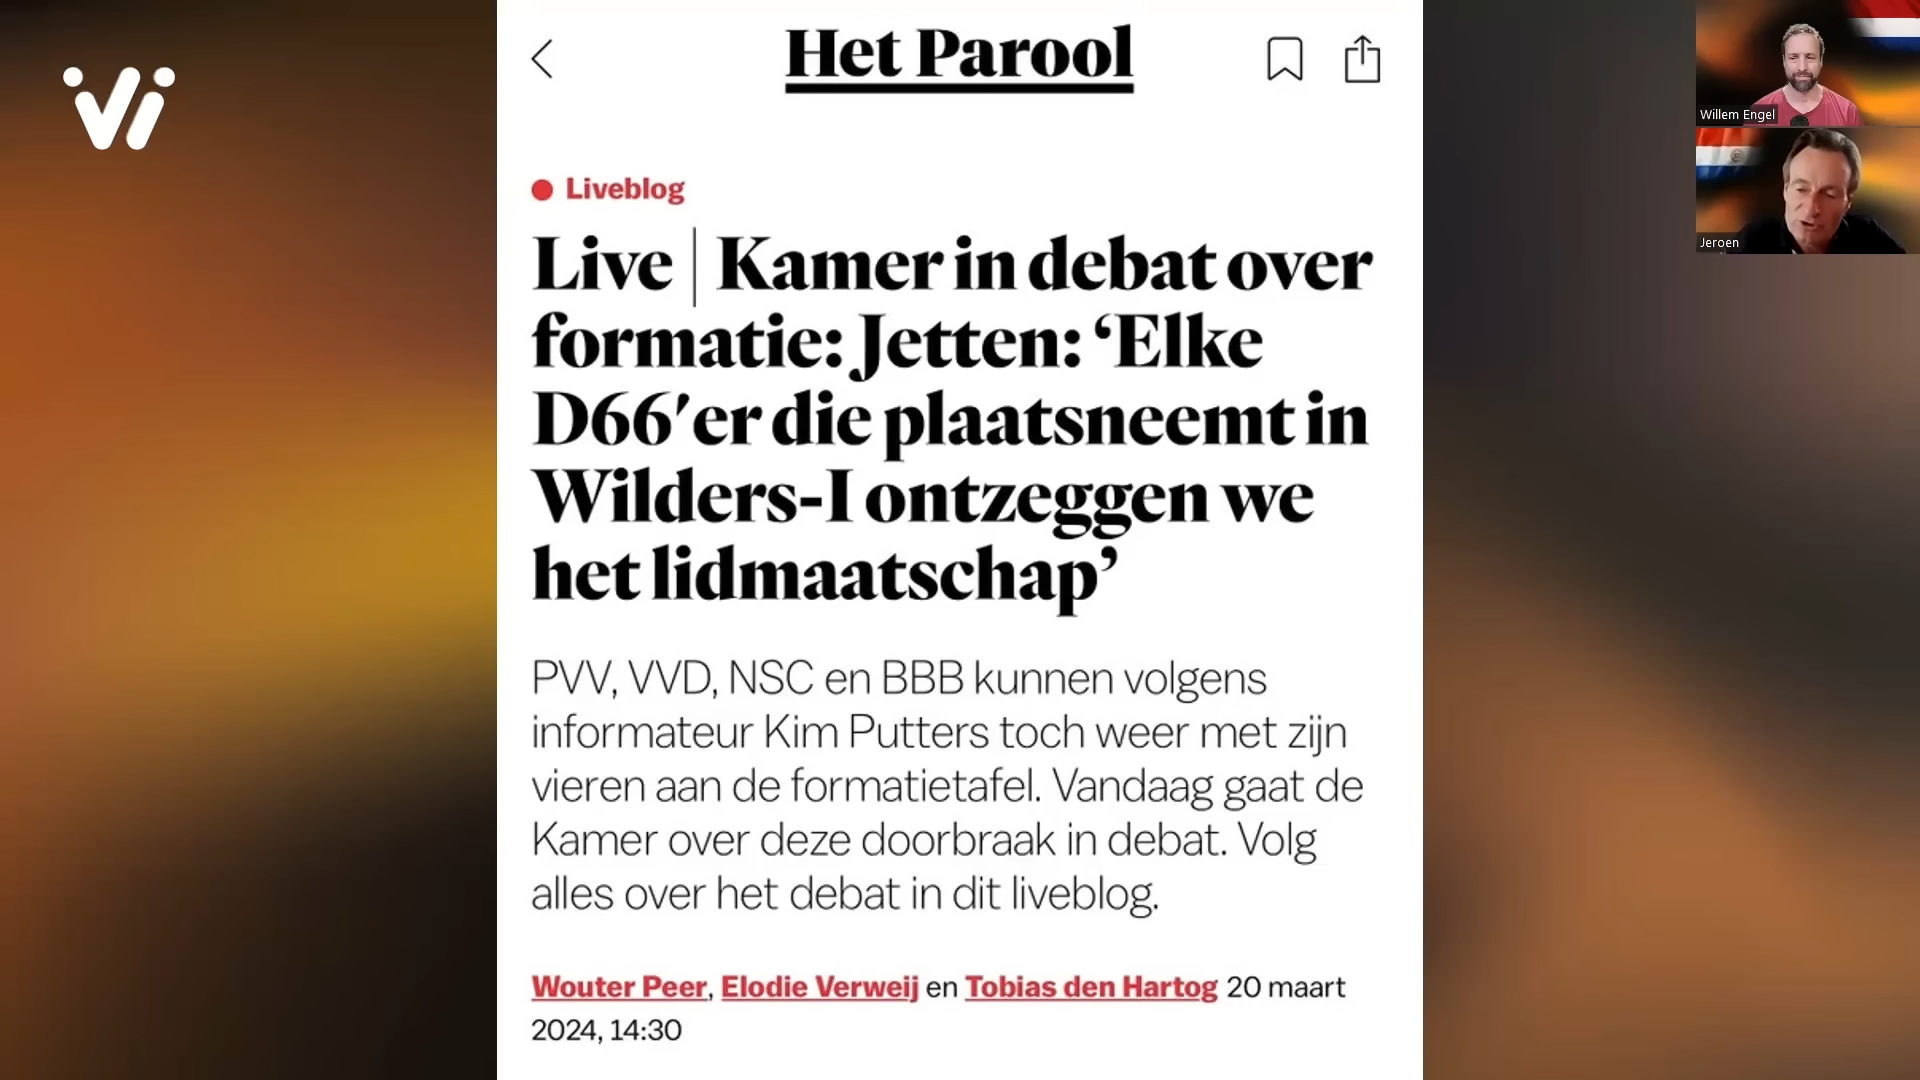 Vi
Het Parool
Liveblog
Live | Kamer in debat over
formatie: Jetten: ‘Elke
D66'er die plaatsneemt in
Wilders-I ontzeggen we
het lidmaatschap’
PVV, VVD, NSC en BBB kunnen volgens
informateur Kim Putters toch weer met zijn
vieren aan de formatietafel. Vandaag gaat de
Kamer over deze doorbraak in debat. Volg
alles over het debat in dit liveblog.
Wouter Peer, Elodie Verweij en Tobias den Hartog 20 maart
2024, 14:30
Willem Engel
Jeroen